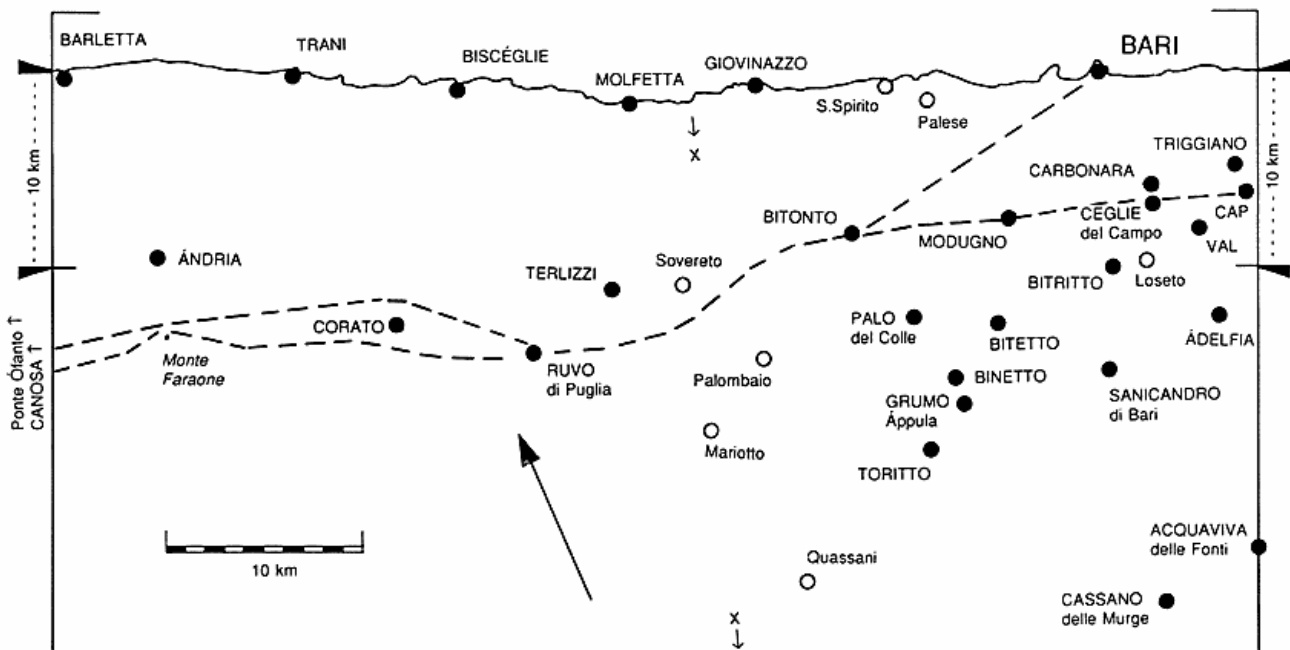 BARLETTA
TRANI
BISCÉGLIE
MOLFETTA
GIOVINAZZO
BARI
S.Spirito
Palese
10 km
10 km
x
TRIGGIANO
CARBONARA
CAP
CEGLIE
del Campo
VAL
BITONTO
MODUGNO
ÁNDRIA
TERLIZZI
Sovereto
BITRITTO
Loseto
CORATO
PALO
del Colle
BITETTO
ÁDELFIA
Ponte Ófanto ↑
CANOSA ↑
Monte
Faraone
RUVO
di Puglia
Palombaio
BINETTO
GRUMO
Áppula
SANICANDRO
di Bari
Mariotto
TORITTO
10 km
Quassani
ACQUAVIVA
delle Fonti
x
CASSANO
delle Murge